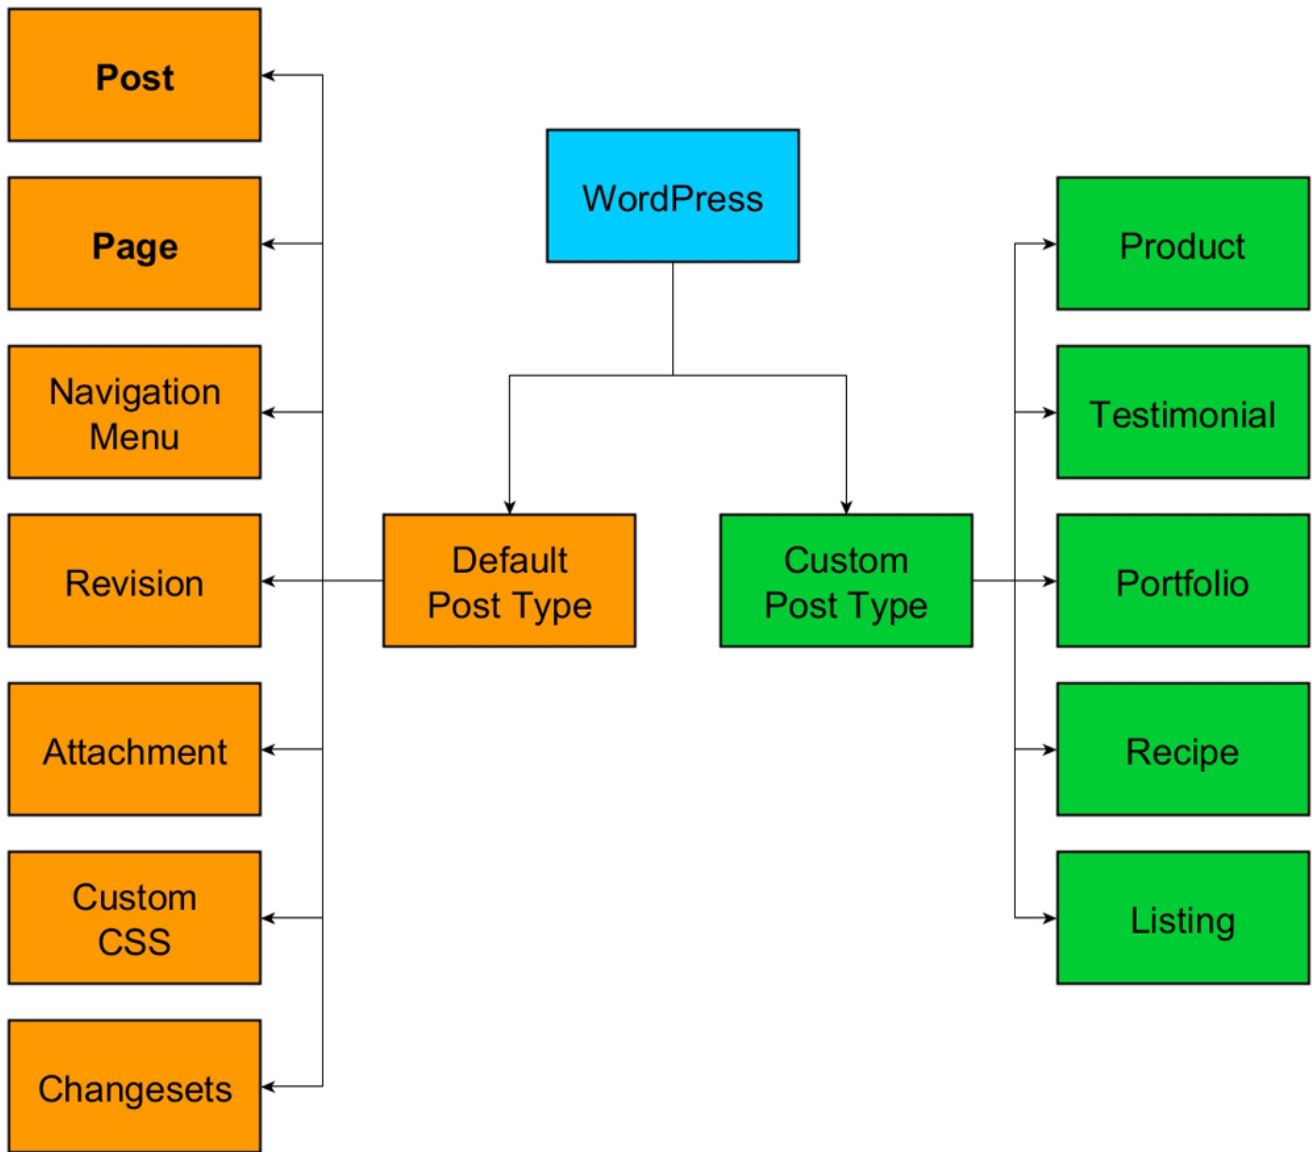 Post
WordPress
Page
Product
Navigation
Menu
Testimonial
Revision
Default
Post Type
Custom
Post Type
Portfolio
Attachment
Recipe
Custom
CSS
Listing
Changesets